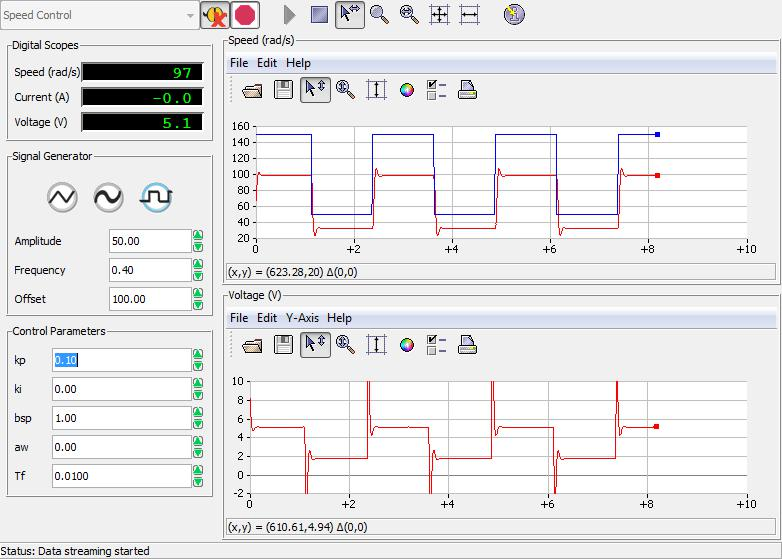 Speed Control
Digital Scopes
Speed (rad/s) 97
Current (A) -0.0
Voltage (V) 5.1
Signal Generator
Amplitude 50.00
Frequency 0.40
Offset 100.00
Control Parameters
kp 0.10
ki 0.00
bsp 1.00
aw 0.00
Tf 0.0100
Speed (rad/s)
File Edit Help
160
140
120
100
80
60
40
20
0 +2 +4 +6 +8 +10
(x,y) = (623.28,20) Δ(0,0)
Voltage (V)
File Edit Y-Axis Help
10
8
6
4
2
0
-2
0 +2 +4 +6 +8 +10
(x,y) = (610.61,4.94) Δ(0,0)
Status: Data streaming started